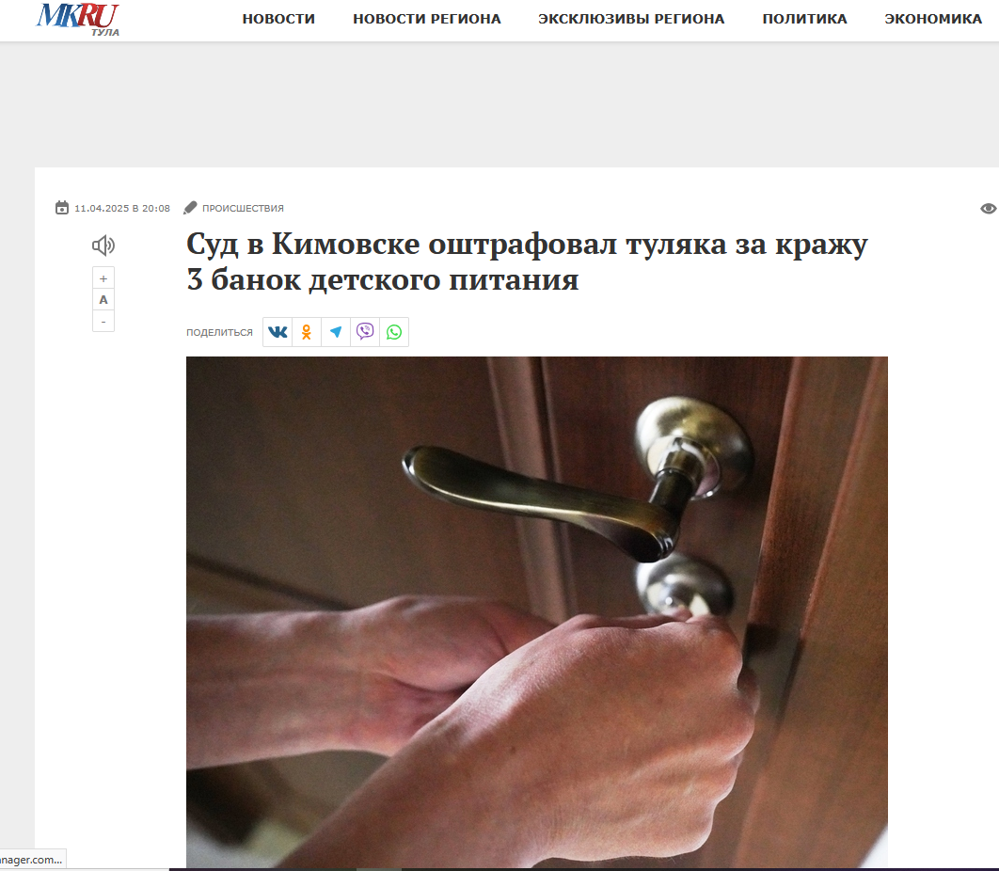 MKRU
ТУЛА
НОВОСТИ
НОВОСТИ РЕГИОНА
ЭКСКЛЮЗИВЫ РЕГИОНА
ПОЛИТИКА
ЭКОНОМИКА
11.04.2025 В 20:08
ПРОИСШЕСТВИЯ
Суд в Кимовске оштрафовал туляка за кражу
3 банок детского питания
+
А
-
ПОДЕЛИТЬСЯ
nager.com...